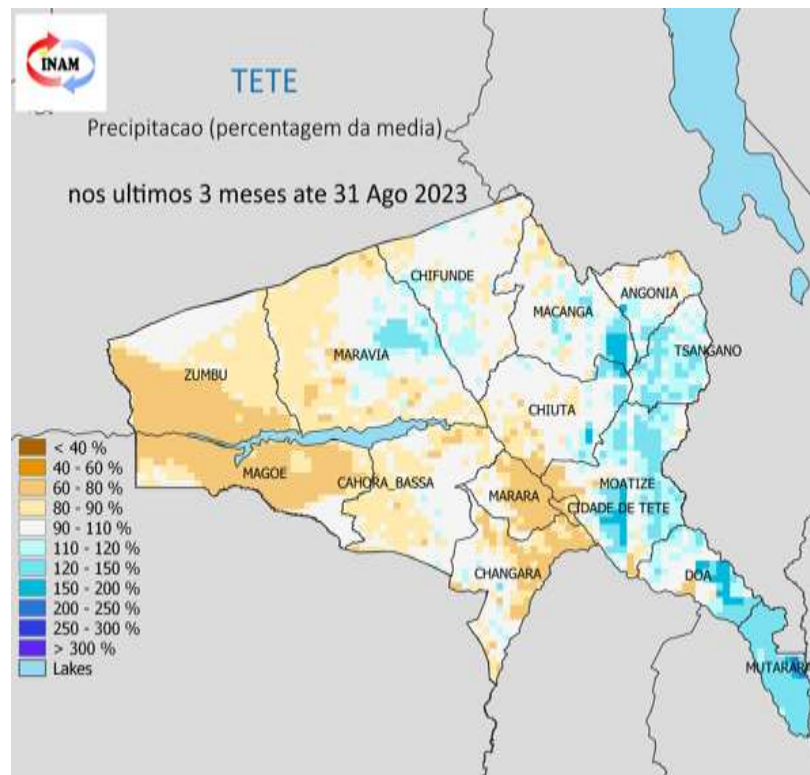 INAM
TETE
Precipitacao (percentagem da media)
nos ultimos 3 meses ate 31 Ago 2023
CHIFUNDE
ANGONIA
MACANGA
TSANGANO
MARAVIA
ZUMBU
CHIUTA
MAGOE
CAHORA_BASSA
MARARA
MOATIZE
CIDADE DE TETE
CHANGARA
DOA
MUTARARA
< 40 %
40 - 60 %
60 - 80 %
80 - 90 %
90 - 110 %
110 - 120 %
120 - 150 %
150 - 200 %
200 - 250 %
250 - 300 %
> 300 %
Lakes